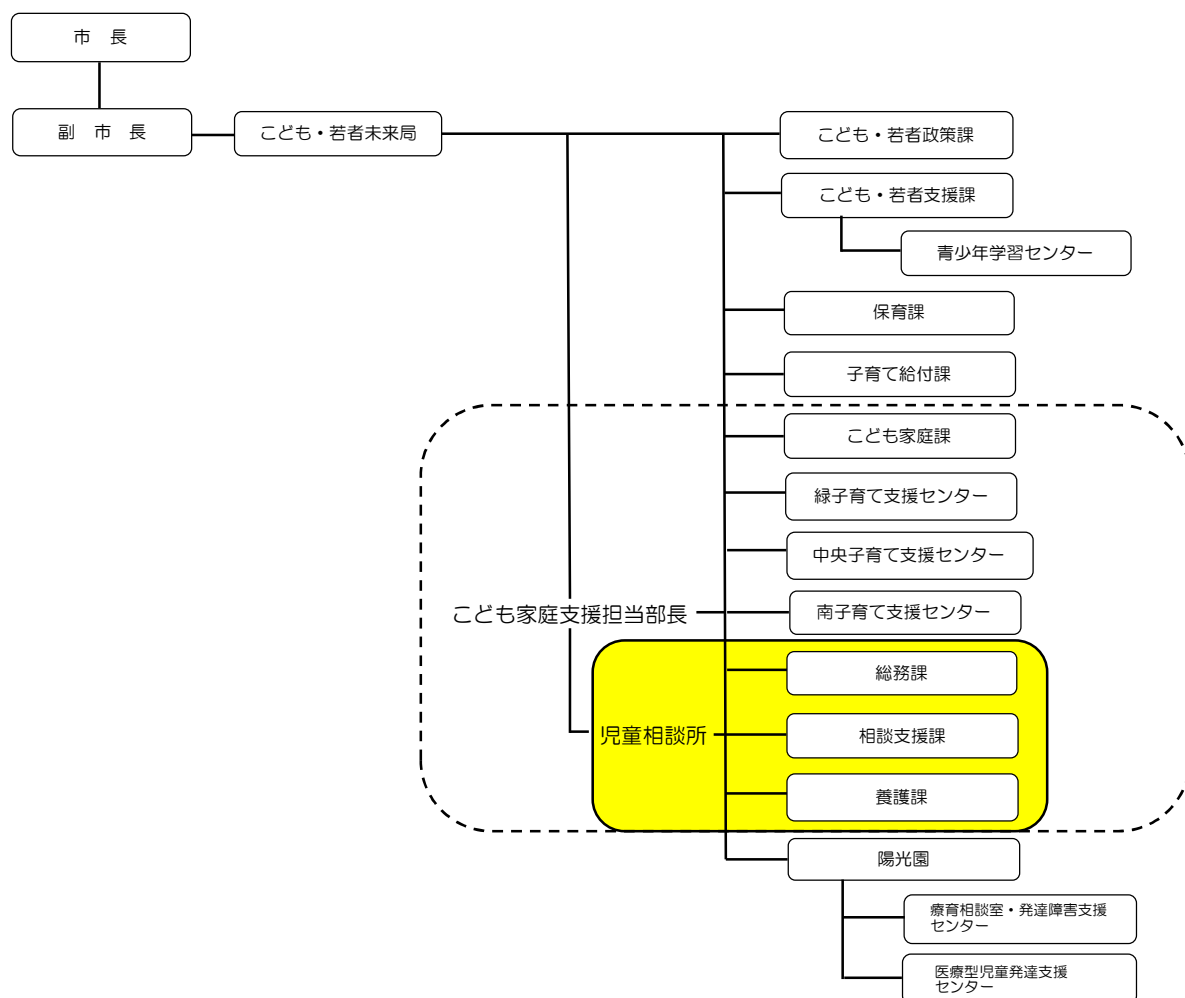 市　長
副　市　長
こども・若者未来局
こども・若者政策課
こども・若者支援課
青少年学習センター
保育課
子育て給付課
こども家庭課
緑子育て支援センター
中央子育て支援センター
こども家庭支援担当部長
南子育て支援センター
総務課
児童相談所
相談支援課
養護課
陽光園
療育相談室・発達障害支援
センター
医療型児童発達支援
センター